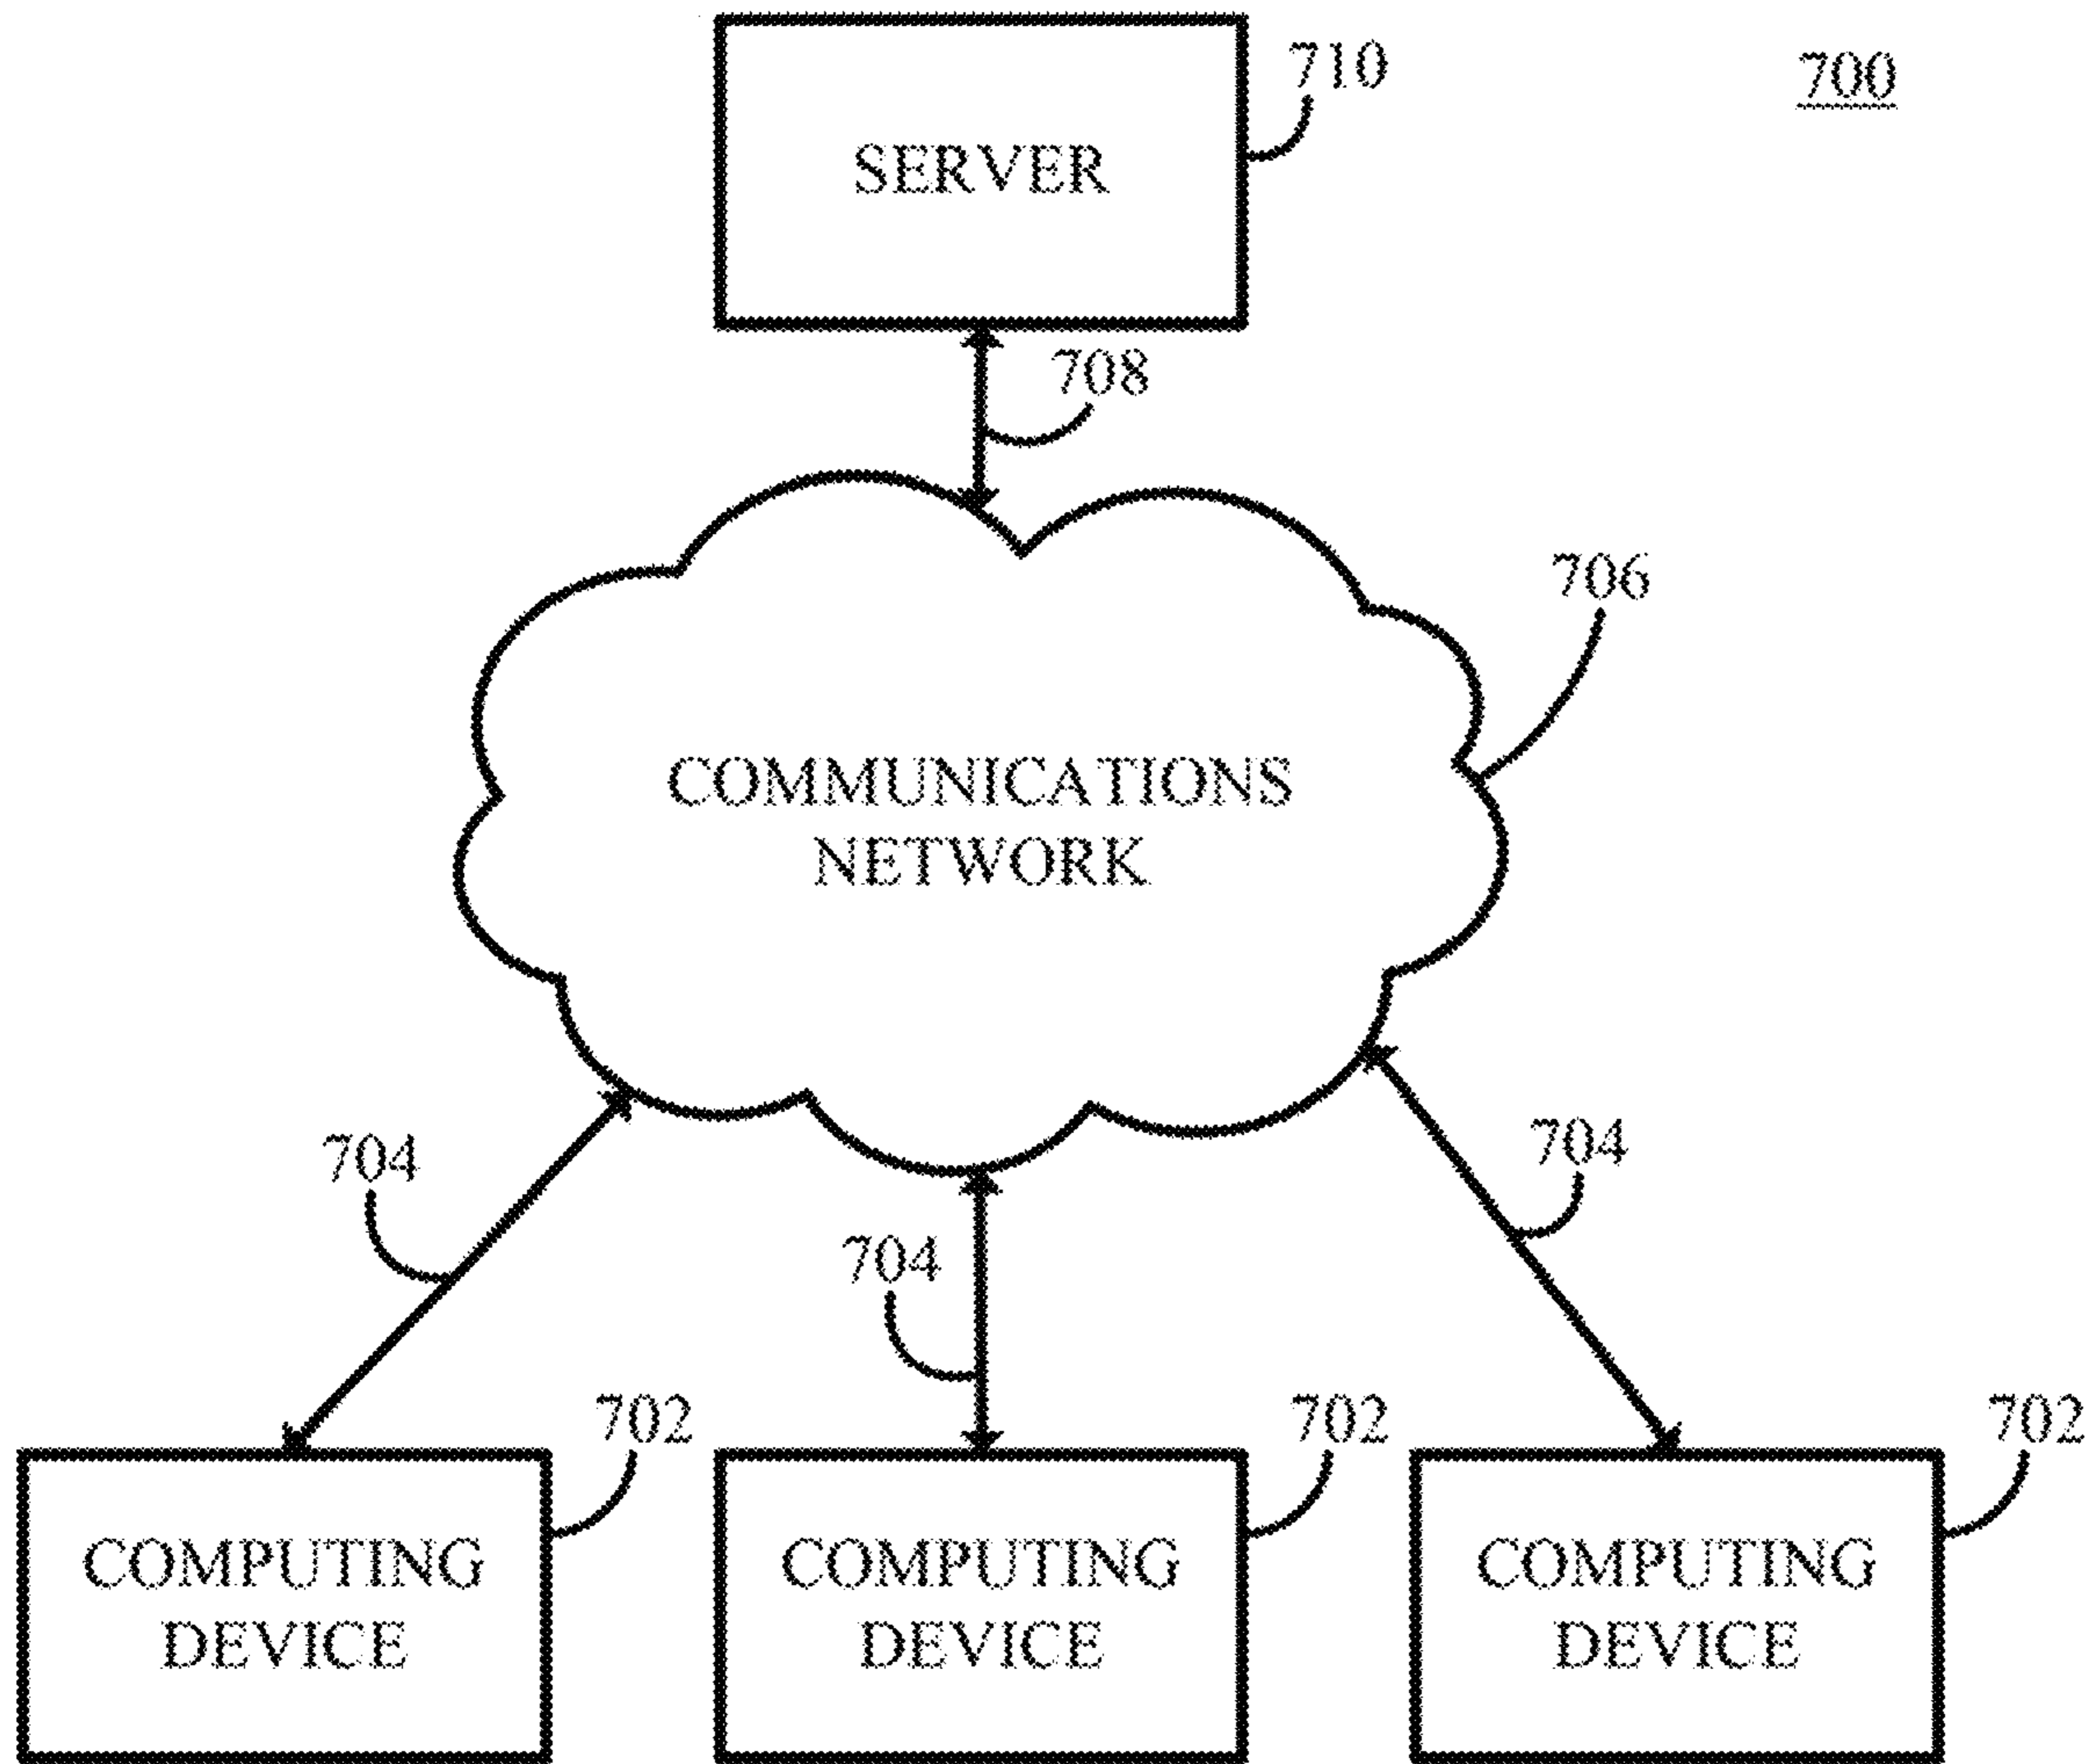 710
700
SERVER
708
706
COMMUNICATIONS
NETWORK
704
704
704
702
702
702
COMPUTING
DEVICE
COMPUTING
DEVICE
COMPUTING
DEVICE